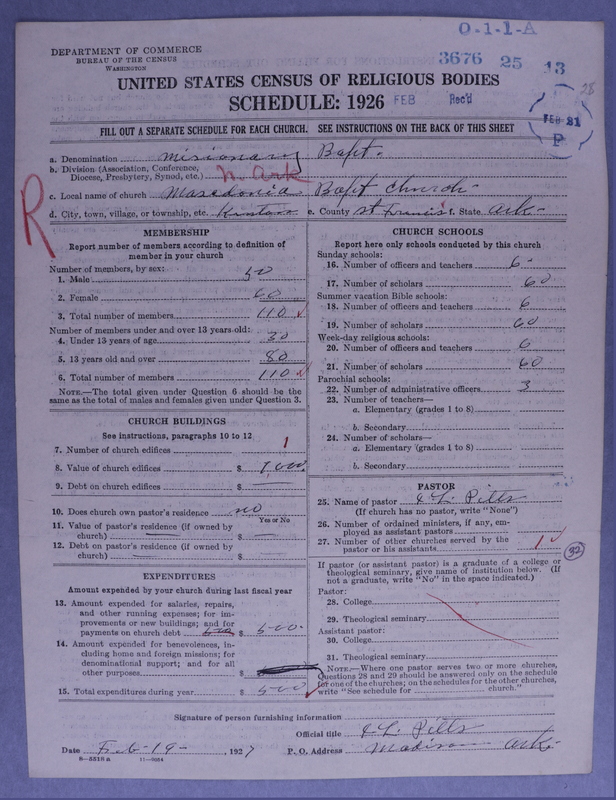 0-1-1-A
DEPARTMENT OF COMMERCE
BUREAU OF THE CENSUS
WASHINGTON
3676 25 13
28
UNITED STATES CENSUS OF RELIGIOUS BODIES
SCHEDULE: 1926 FEB Rec'd
FEB 21
P
FILL OUT A SEPARATE SCHEDULE FOR EACH CHURCH. SEE INSTRUCTIONS ON THE BACK OF THIS SHEET
a. Denomination Misionary Bapt.
b. Division (Association, Conference, Diocese, Presbytery, Synod, etc.) N. Ark
R
c. Local name of church Masedonia Bapt church
d. City, town, village, or township, etc. e. County St Francis f. State Ark
MEMBERSHIP
Report number of members according to definition of member in your church
Number of members, by sex:
1. Male 50
2. Female 60
3. Total number of members 110
Number of members under and over 13 years old:
4. Under 13 years of age 30
5. 13 years old and over 80
6. Total number of members 110
NOTE.—The total given under Question 6 should be the same as the total of males and females given under Question 3.
CHURCH BUILDINGS
See instructions, paragraphs 10 to 12
7. Number of church edifices 1
8. Value of church edifices $
9. Debt on church edifices $
10. Does church own pastor's residence no
Yes or No
11. Value of pastor's residence (if owned by church) $
12. Debt on pastor's residence (if owned by church) $
EXPENDITURES
Amount expended by your church during last fiscal year
13. Amount expended for salaries, repairs, and other running expenses; for improvements or new buildings; and for payments on church debt $ 500.
14. Amount expended for benevolences, including home and foreign missions; for denominational support; and for all other purposes $
15. Total expenditures during year $ 500
CHURCH SCHOOLS
Report here only schools conducted by this church
Sunday schools:
16. Number of officers and teachers 6
17. Number of scholars 60
Summer vacation Bible schools:
18. Number of officers and teachers 6
19. Number of scholars 60
Week-day religious schools:
20. Number of officers and teachers 6
21. Number of scholars 60
Parochial schools:
22. Number of administrative officers 3
23. Number of teachers—
a. Elementary (grades 1 to 8)
b. Secondary
24. Number of scholars—
a. Elementary (grades 1 to 8)
b. Secondary
PASTOR
25. Name of pastor J L. Pitts
(If church has no pastor, write "None")
26. Number of ordained ministers, if any, employed as assistant pastors
27. Number of other churches served by the pastor or his assistants 1
32
If pastor (or assistant pastor) is a graduate of a college or theological seminary, give name of institution below. (If not a graduate, write "No" in the space indicated.)
Pastor:
28. College
29. Theological seminary
Assistant pastor:
30. College
31. Theological seminary
NOTE.—Where one pastor serves two or more churches, Questions 28 and 29 should be answered only on the schedule for one of the churches; on the schedules for the other churches, write "See schedule for church."
Signature of person furnishing information
Official title J L. Pitts
Date Feb-19- , 1927 P. O. Address Madison Ark
8—5518 a 11—9054